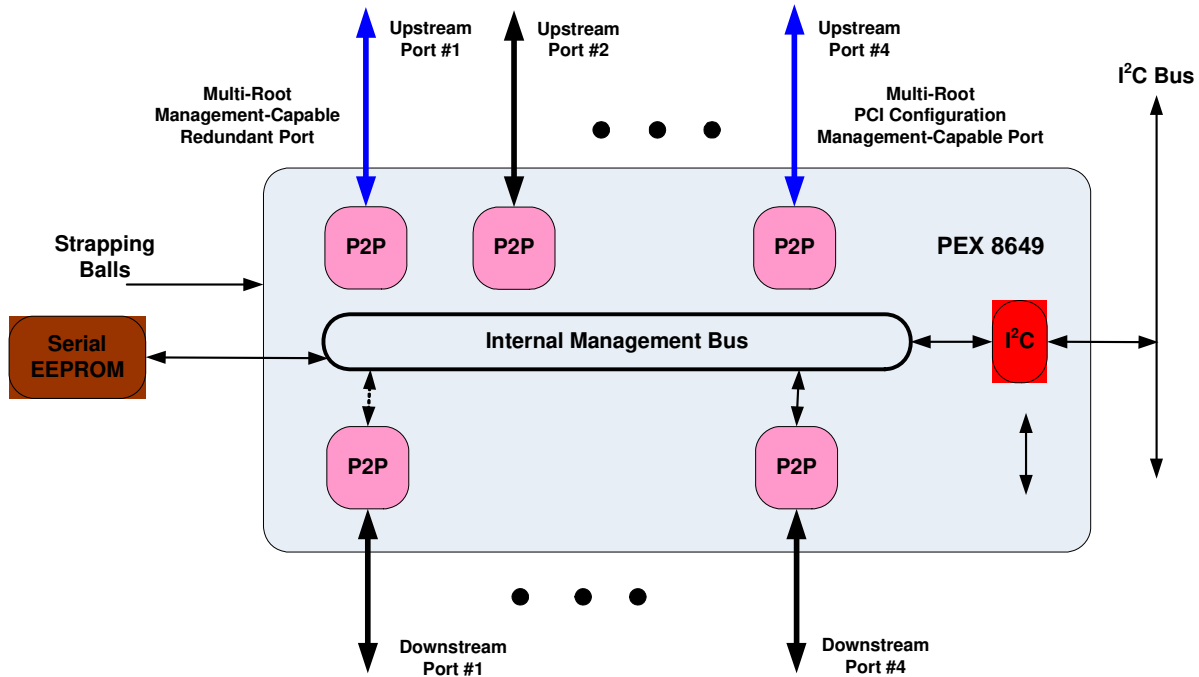 Upstream
Port #1
Upstream
Port #2
Upstream
Port #4
I²C Bus
Multi-Root
Management-Capable
Redundant Port
Multi-Root
PCI Configuration
Management-Capable Port
P2P
P2P
P2P
PEX 8649
Strapping
Balls
Serial
EEPROM
Internal Management Bus
I²C
P2P
P2P
Downstream
Port #1
Downstream
Port #4